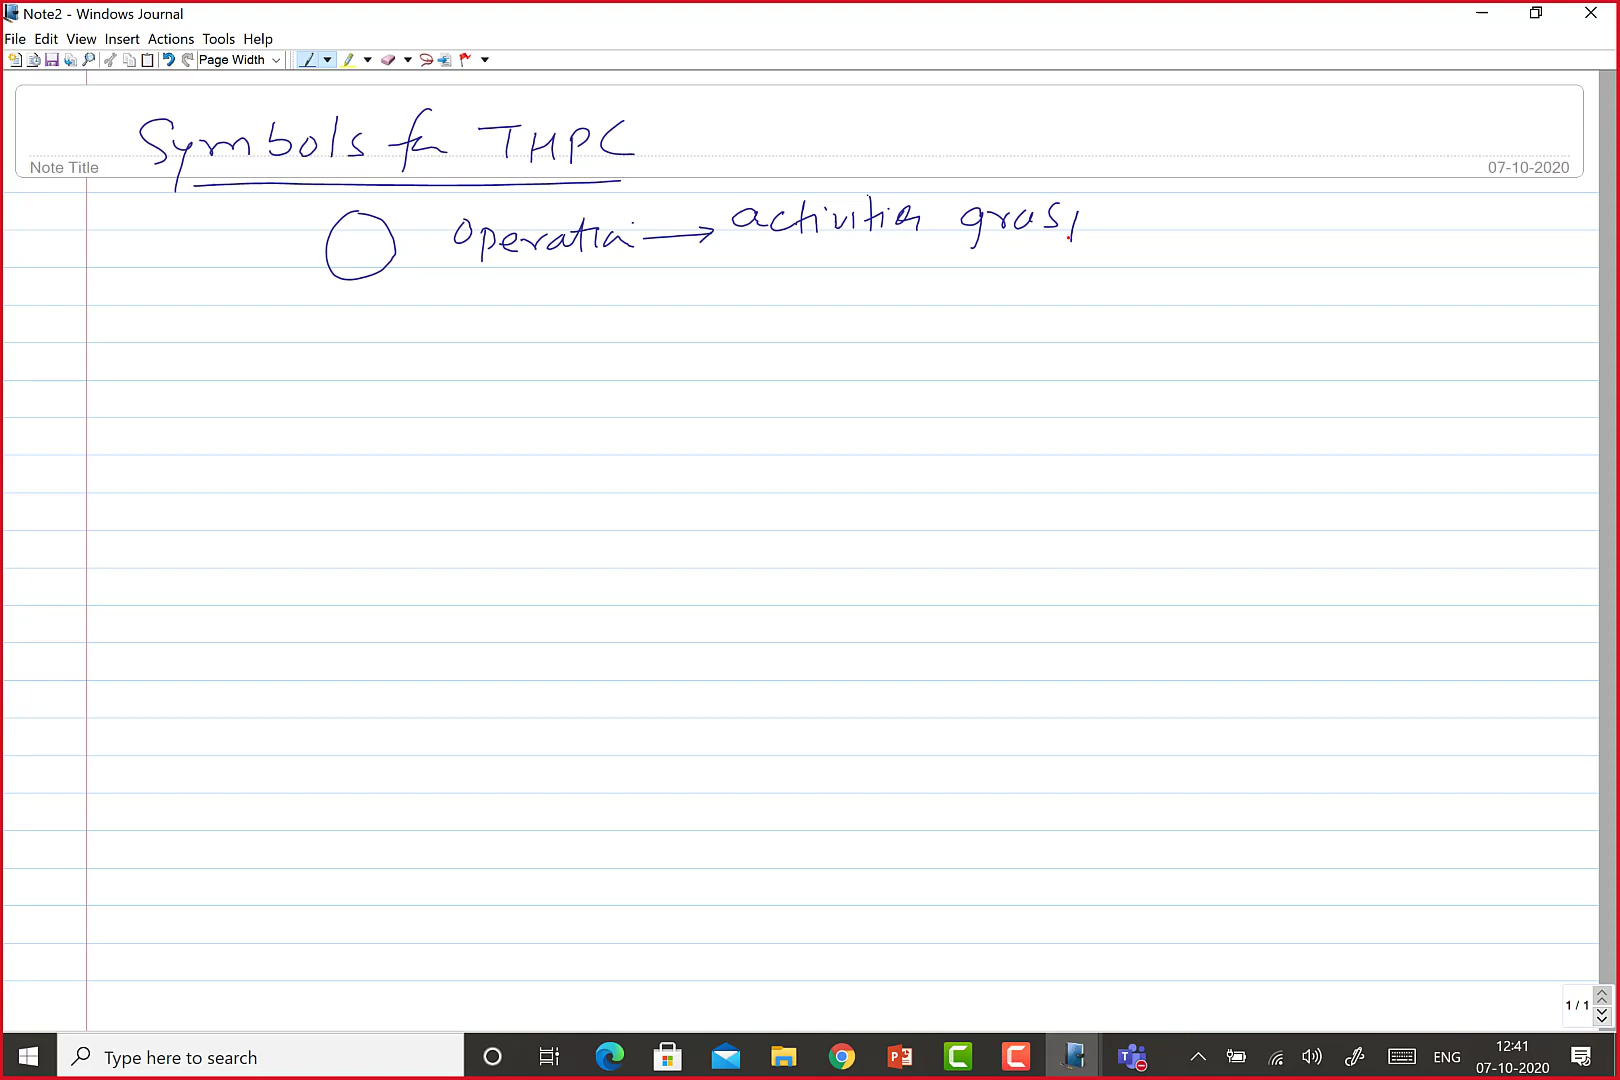 Note2 - Windows Journal
File Edit View Insert Actions Tools Help
Page Width
Symbols for THPC
Note Title
07-10-2020
Operation → activities gras
1 / 1
Type here to search
ENG
12:41
07-10-2020